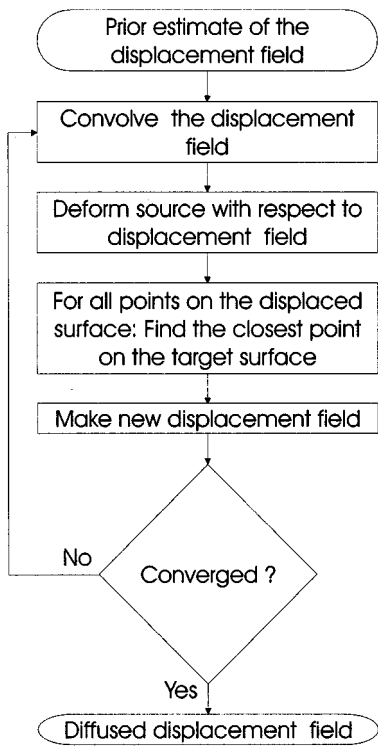 Prior estimate of the
displacement field
Convolve the displacement
field
Deform source with respect to
displacement field
For all points on the displaced
surface: Find the closest point
on the target surface
Make new displacement field
No
Converged ?
Yes
Diffused displacement field